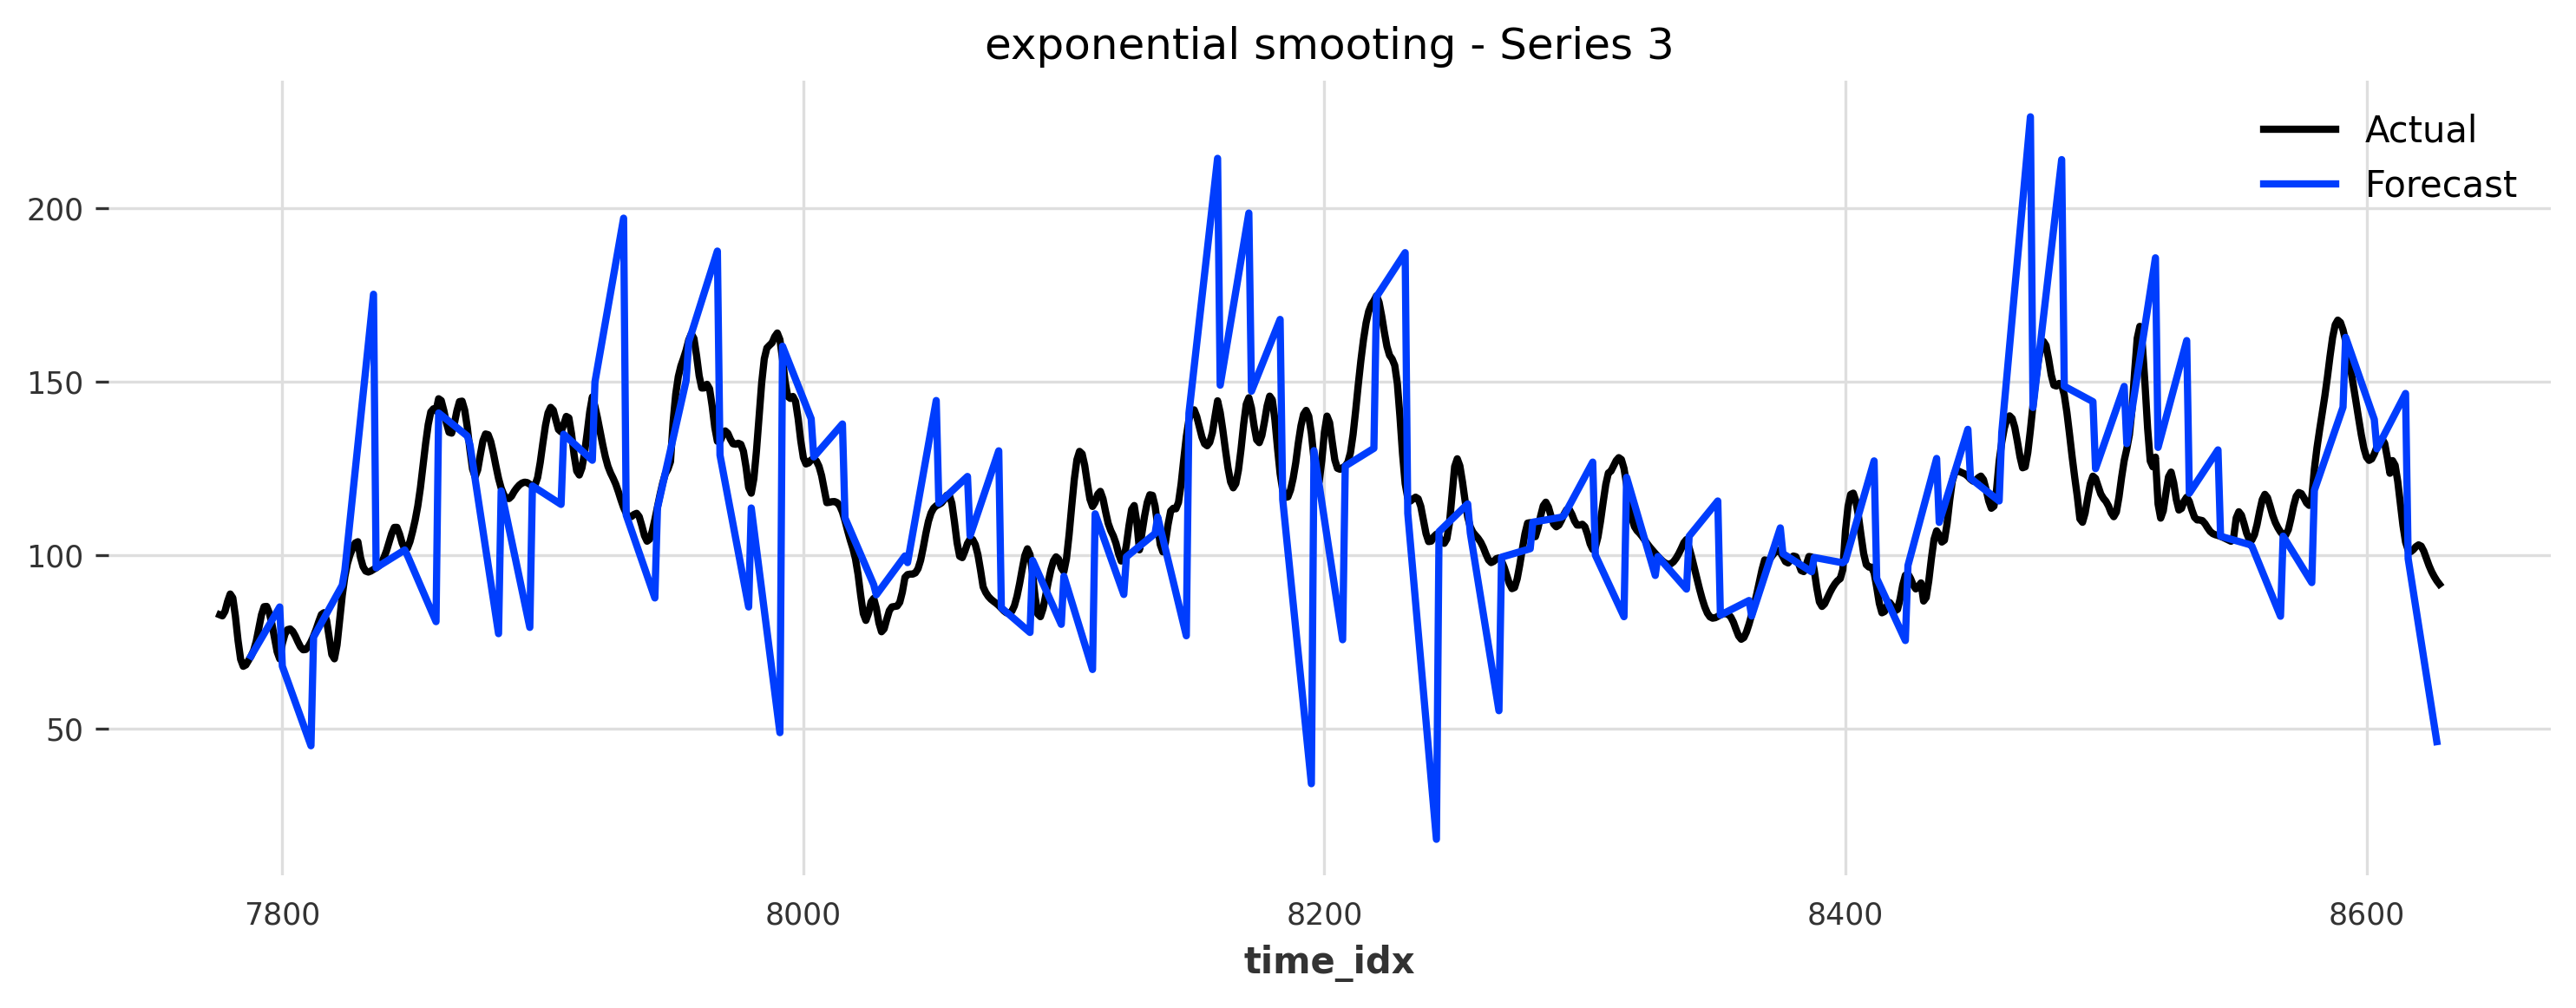 exponential smooting - Series 3
Actual
Forecast
200
150
100
50
7800 8000 8200 8400 8600
time_idx